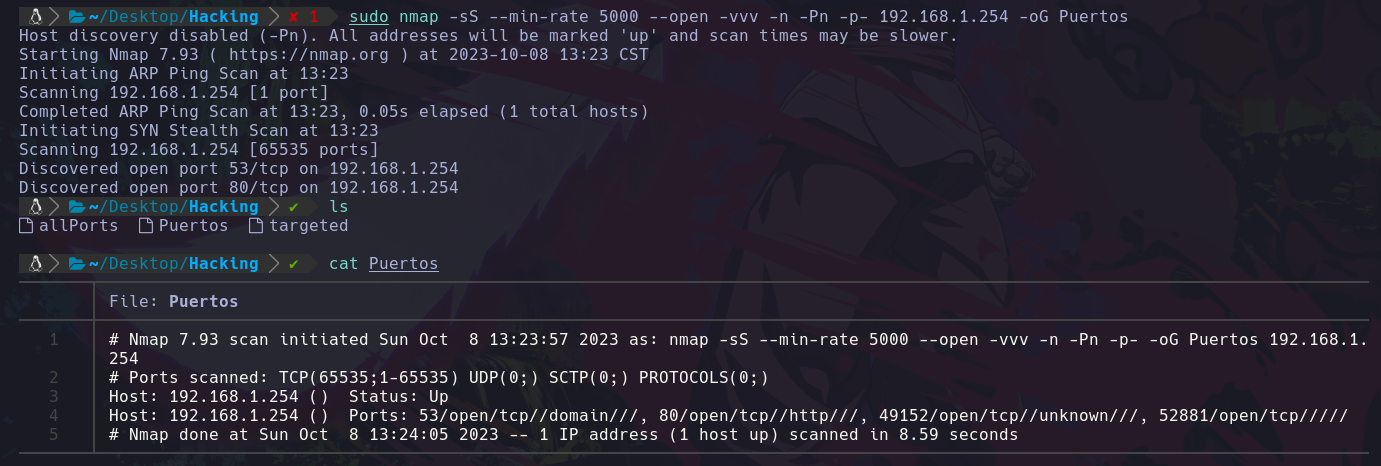 ~/Desktop/Hacking ✘ 1 sudo nmap -sS --min-rate 5000 --open -vvv -n -Pn -p- 192.168.1.254 -oG Puertos
Host discovery disabled (-Pn). All addresses will be marked 'up' and scan times may be slower.
Starting Nmap 7.93 ( https://nmap.org ) at 2023-10-08 13:23 CST
Initiating ARP Ping Scan at 13:23
Scanning 192.168.1.254 [1 port]
Completed ARP Ping Scan at 13:23, 0.05s elapsed (1 total hosts)
Initiating SYN Stealth Scan at 13:23
Scanning 192.168.1.254 [65535 ports]
Discovered open port 53/tcp on 192.168.1.254
Discovered open port 80/tcp on 192.168.1.254
~/Desktop/Hacking ✔ ls
allPorts Puertos targeted
~/Desktop/Hacking ✔ cat Puertos
File: Puertos
1 # Nmap 7.93 scan initiated Sun Oct  8 13:23:57 2023 as: nmap -sS --min-rate 5000 --open -vvv -n -Pn -p- -oG Puertos 192.168.1.
254
2 # Ports scanned: TCP(65535;1-65535) UDP(0;) SCTP(0;) PROTOCOLS(0;)
3 Host: 192.168.1.254 ()  Status: Up
4 Host: 192.168.1.254 ()  Ports: 53/open/tcp//domain///, 80/open/tcp//http///, 49152/open/tcp//unknown///, 52881/open/tcp/////
5 # Nmap done at Sun Oct  8 13:24:05 2023 -- 1 IP address (1 host up) scanned in 8.59 seconds